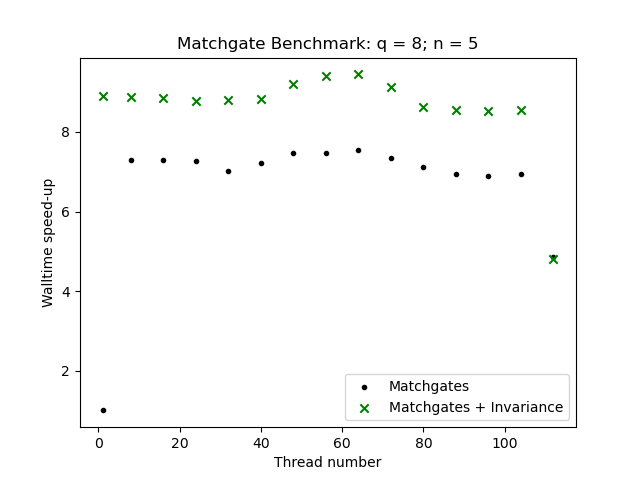 Matchgate Benchmark: q = 8; n = 5
Walltime speed-up
8
6
4
2
0
20
40
60
80
100
Thread number
Matchgates
Matchgates + Invariance